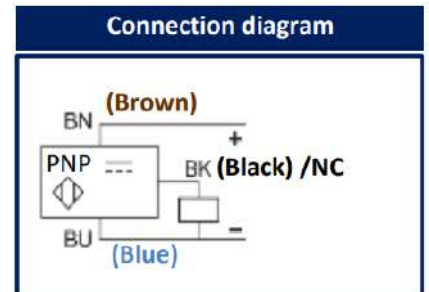 Connection diagram
BN (Brown)
+
PNP
BK (Black) /NC
BU
−
(Blue)